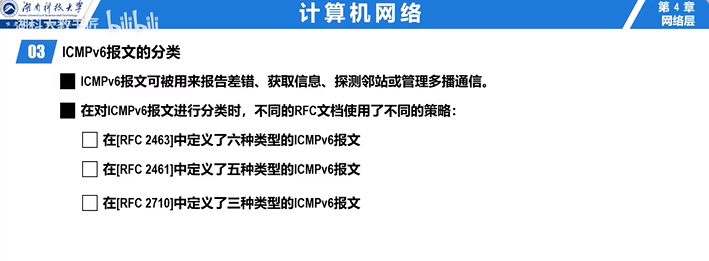 湖南科技大学
Hunan University of Science and Technology
计算机网络
第 4 章
网络层
湖科大教书匠 bilibili
03 ICMPv6报文的分类
ICMPv6报文可被用来报告差错、获取信息、探测邻站或管理多播通信。
在对ICMPv6报文进行分类时，不同的RFC文档使用了不同的策略：
在[RFC 2463]中定义了六种类型的ICMPv6报文
在[RFC 2461]中定义了五种类型的ICMPv6报文
在[RFC 2710]中定义了三种类型的ICMPv6报文